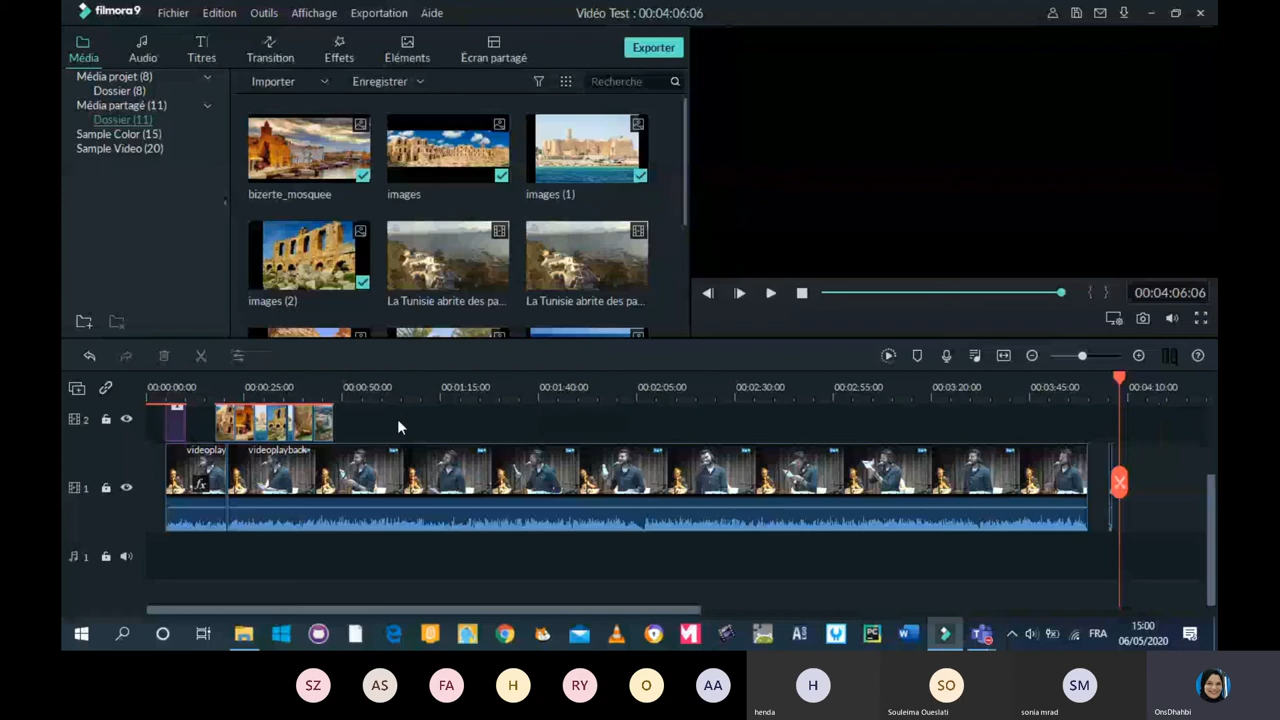 filmora9 Fichier Edition Outils Affichage Exportation Aide Vidéo Test : 00:04:06:06
Média Audio Titres Transition Effets Éléments Écran partagé Exporter
Média projet (8)
Dossier (8)
Média partagé (11)
Dossier (11)
Sample Color (15)
Sample Video (20)
Importer Enregistrer Recherche
bizerte_mosquee images images (1)
images (2) La Tunisie abrite des pa... La Tunisie abrite des pa...
00:04:06:06
00:00:00:00 00:00:25:00 00:00:50:00 00:01:15:00 00:01:40:00 00:02:05:00 00:02:30:00 00:02:55:00 00:03:20:00 00:03:45:00 00:04:10:00
2
videoplay videoplayback
fx
1
1
FRA 15:00
06/05/2020
SZ AS FA H RY O AA H SO SM
henda Souleima Oueslati sonia mrad OnsDhahbi